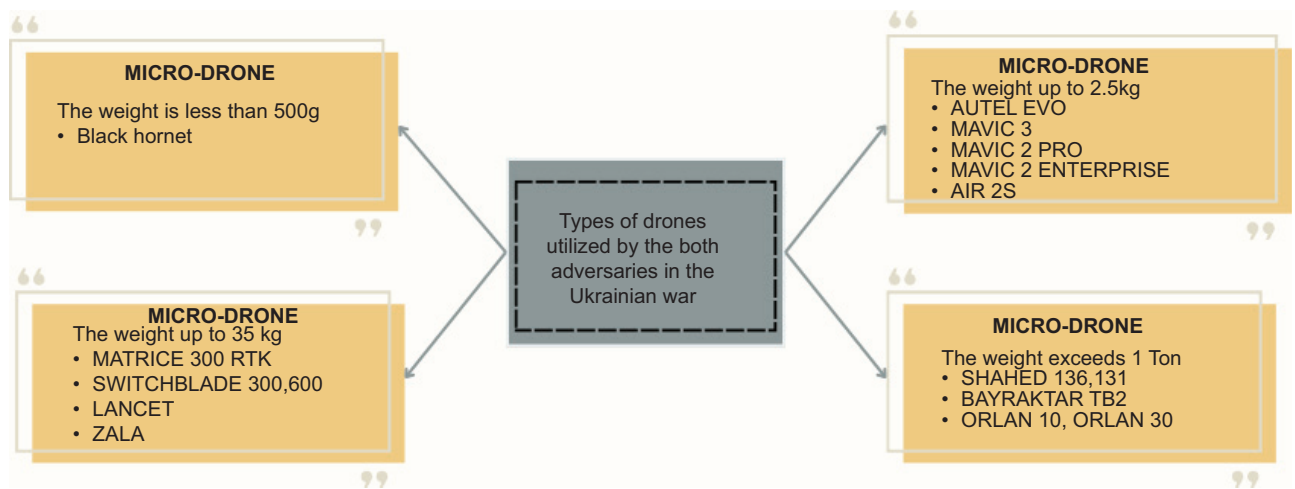 MICRO-DRONE
The weight is less than 500g
• Black hornet
MICRO-DRONE
The weight up to 2.5kg
• AUTEL EVO
• MAVIC 3
• MAVIC 2 PRO
• MAVIC 2 ENTERPRISE
• AIR 2S
Types of drones
utilized by the both
adversaries in the
Ukrainian war
MICRO-DRONE
The weight up to 35 kg
• MATRICE 300 RTK
• SWITCHBLADE 300,600
• LANCET
• ZALA
MICRO-DRONE
The weight exceeds 1 Ton
• SHAHED 136,131
• BAYRAKTAR TB2
• ORLAN 10, ORLAN 30